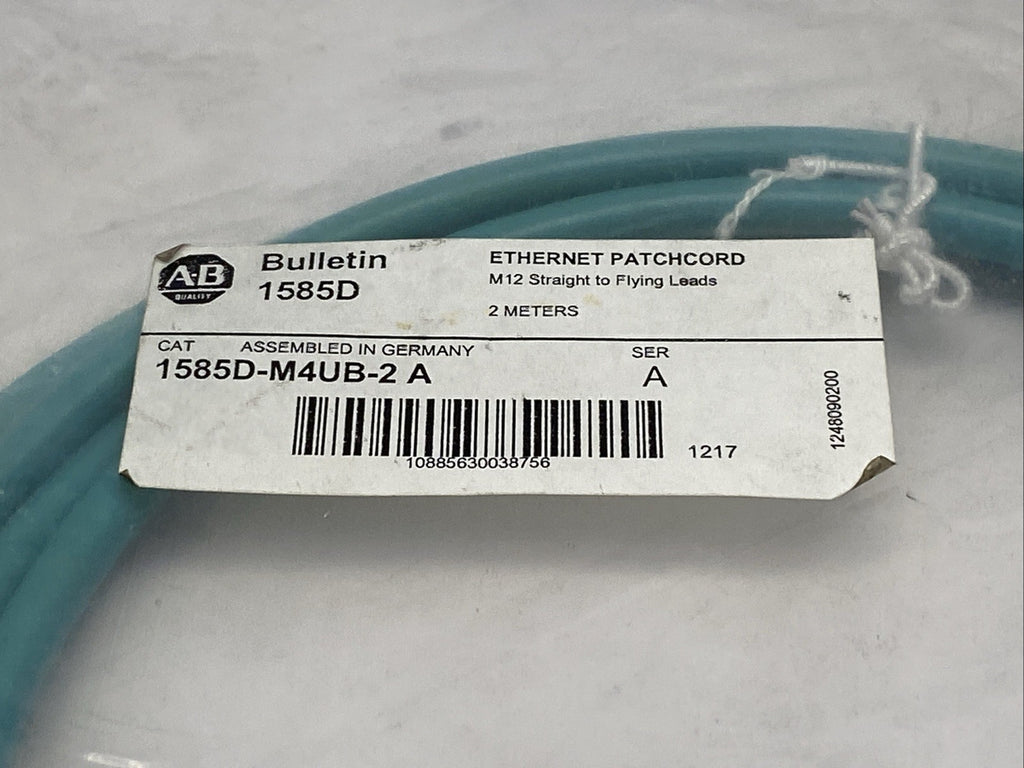 A-B
QUALITY
Bulletin
1585D
ETHERNET PATCHCORD
M12 Straight to Flying Leads
2 METERS
CAT ASSEMBLED IN GERMANY SER
1585D-M4UB-2 A A
10885630038756
1217
1248090200